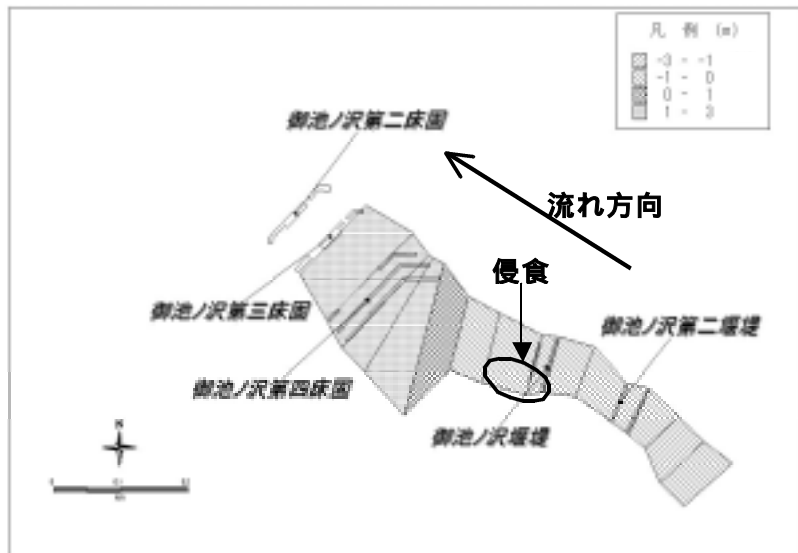 凡 例 (m)
-3 - -1
-1 - 0
0 - 1
1 - 3
御池ノ沢第二床固
流れ方向
侵食
御池ノ沢第三床固
御池ノ沢第二堰堤
御池ノ沢第四床固
御池ノ沢堰堤
N